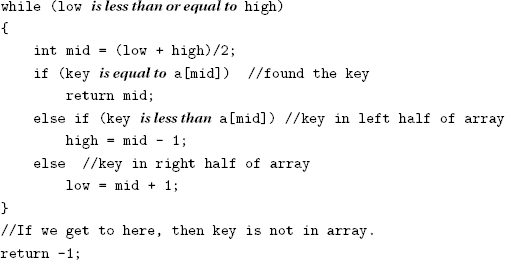 while (low is less than or equal to high)
{
int mid = (low + high)/2;
if (key is equal to a[mid]) //found the key
return mid;
else if (key is less than a[mid]) //key in left half of array
high = mid - 1;
else //key in right half of array
low = mid + 1;
}
//If we get to here, then key is not in array.
return -1;